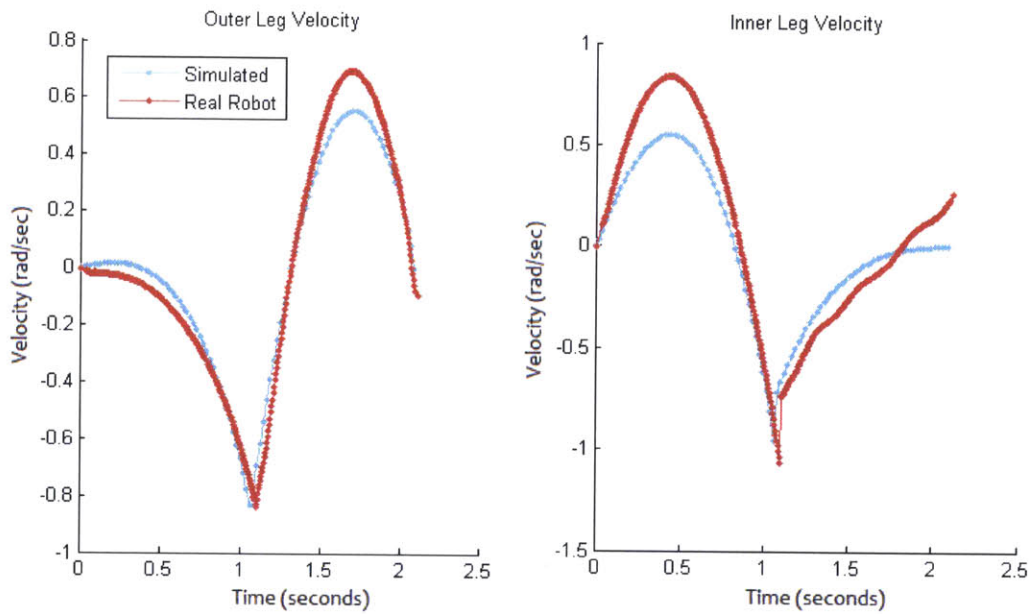 Outer Leg Velocity
0.8
0.6
0.4
0.2
0
-0.2
-0.4
-0.6
-0.8
-1
Velocity (rad/sec)
Simulated
Real Robot
0 0.5 1 1.5 2 2.5
Time (seconds)
Inner Leg Velocity
1
0.5
0
-0.5
-1
-1.5
Velocity (rad/sec)
0 0.5 1 1.5 2 2.5
Time (seconds)